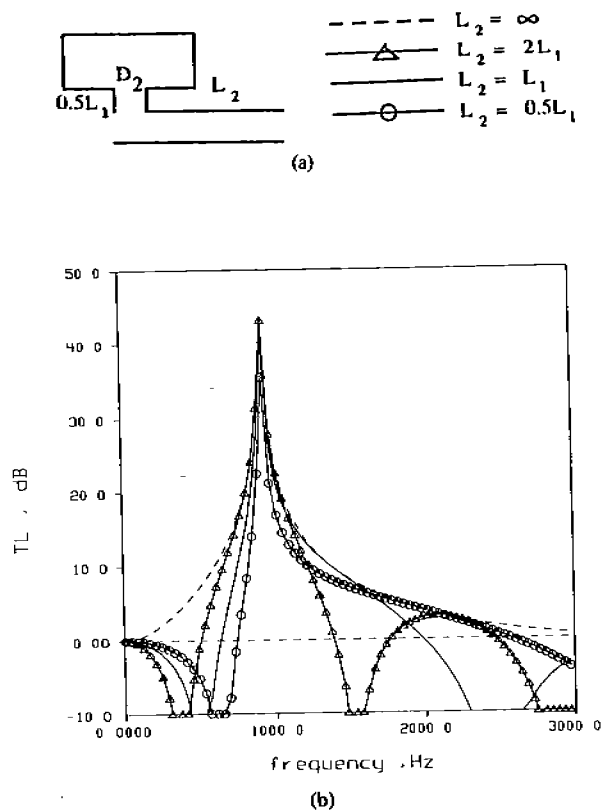 L₂ = ∞
L₂ = 2L₁
L₂ = L₁
L₂ = 0.5L₁
D₂
L₂
0.5L₁
(a)
50 0
40 0
30 0
20 0
10 0
0 00
-10 0
TL , dB
0 0000
1000 0
2000 0
3000 0
frequency ,Hz
(b)